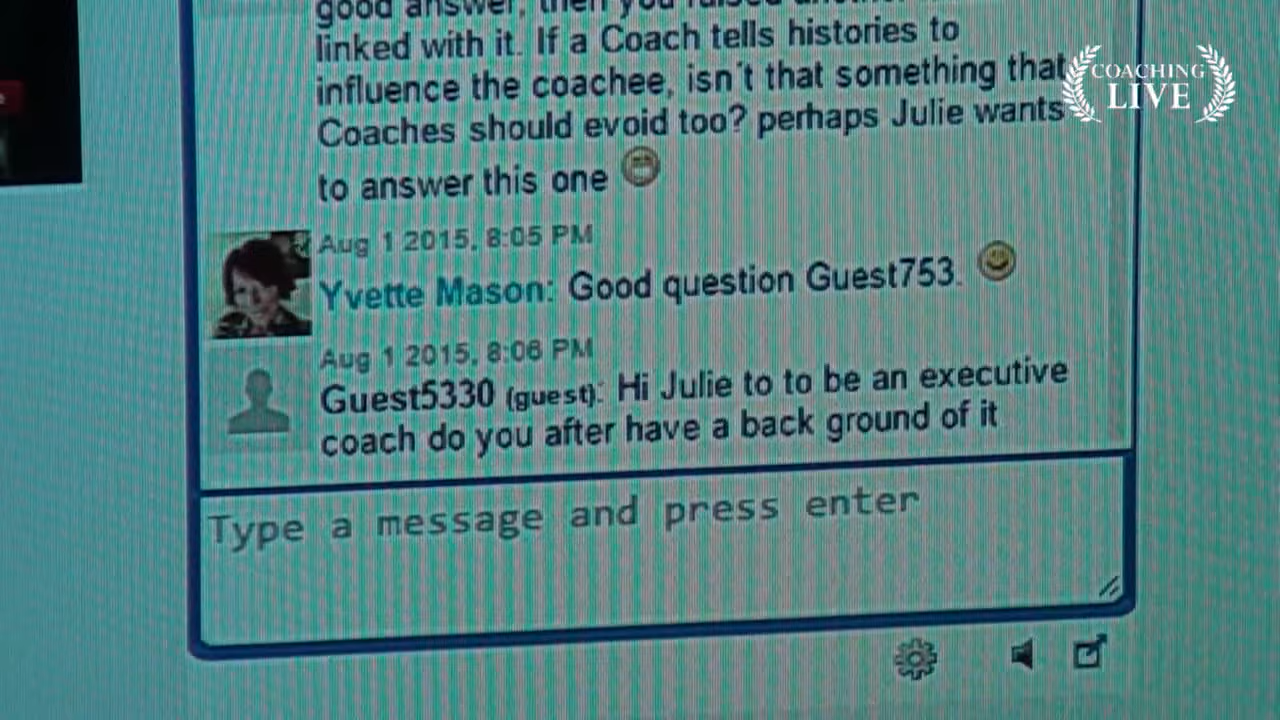 good answer, then you raised
linked with it. If a Coach tells histories to
influence the coachee, isn't that something that
Coaches should evoid too? perhaps Julie wants
to answer this one
Aug 1 2015, 8:05 PM
Yvette Mason: Good question Guest753.
Aug 1 2015, 8:06 PM
Guest5330 (guest): Hi Julie to to be an executive
coach do you after have a back ground of it
Type a message and press enter
COACHING
LIVE